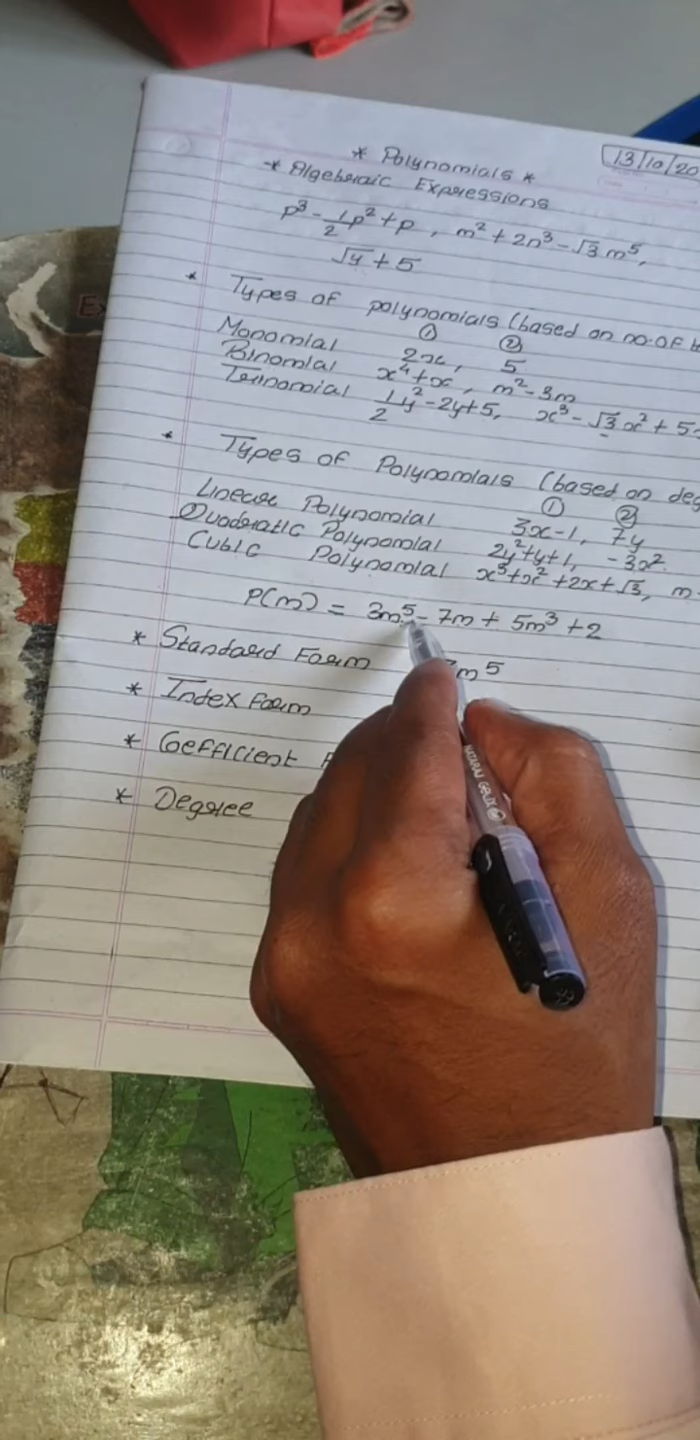 * Polynomials *
13/10/20
* Algebraic Expressions
p³ - 1/2p² + p , m² + 2n³ - √3 m⁵,
√y + 5
* Types of polynomials (based on no. of
① ②
Monomial 2x, 5
Binomial x⁴ + x, m² - 3m
Trinomial 1/2 y² - 2y + 5, x³ - √3 x² + 5
* Types of Polynomials (based on deg
① ②
Linear Polynomial 3x - 1, 7y
Quadratic Polynomial 2y² + y + 1, -3x²
Cubic Polynomial x³ + x² + 2x + √3, m
P(m) = 3m⁵ - 7m + 5m³ + 2
* Standard Form m⁵
* Index form
* Coefficient
* Degree
NATARAJ GELIX